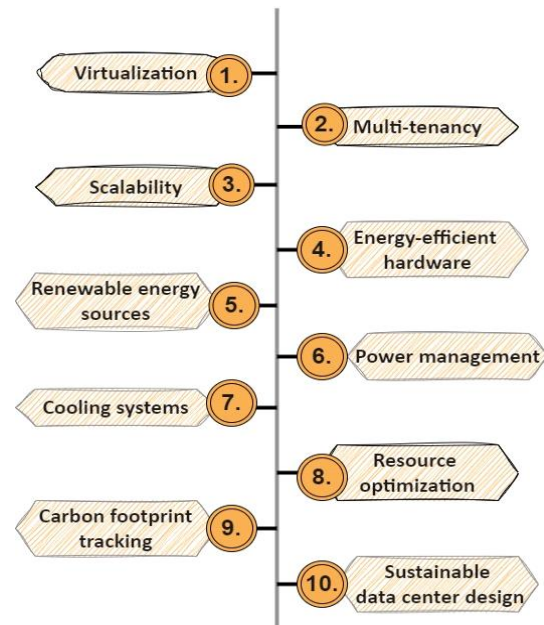 Virtualization
1.
2.
Multi-tenancy
Scalability
3.
4.
Energy-efficient
hardware
Renewable energy
sources
5.
6.
Power management
Cooling systems
7.
8.
Resource
optimization
Carbon footprint
tracking
9.
10.
Sustainable
data center design